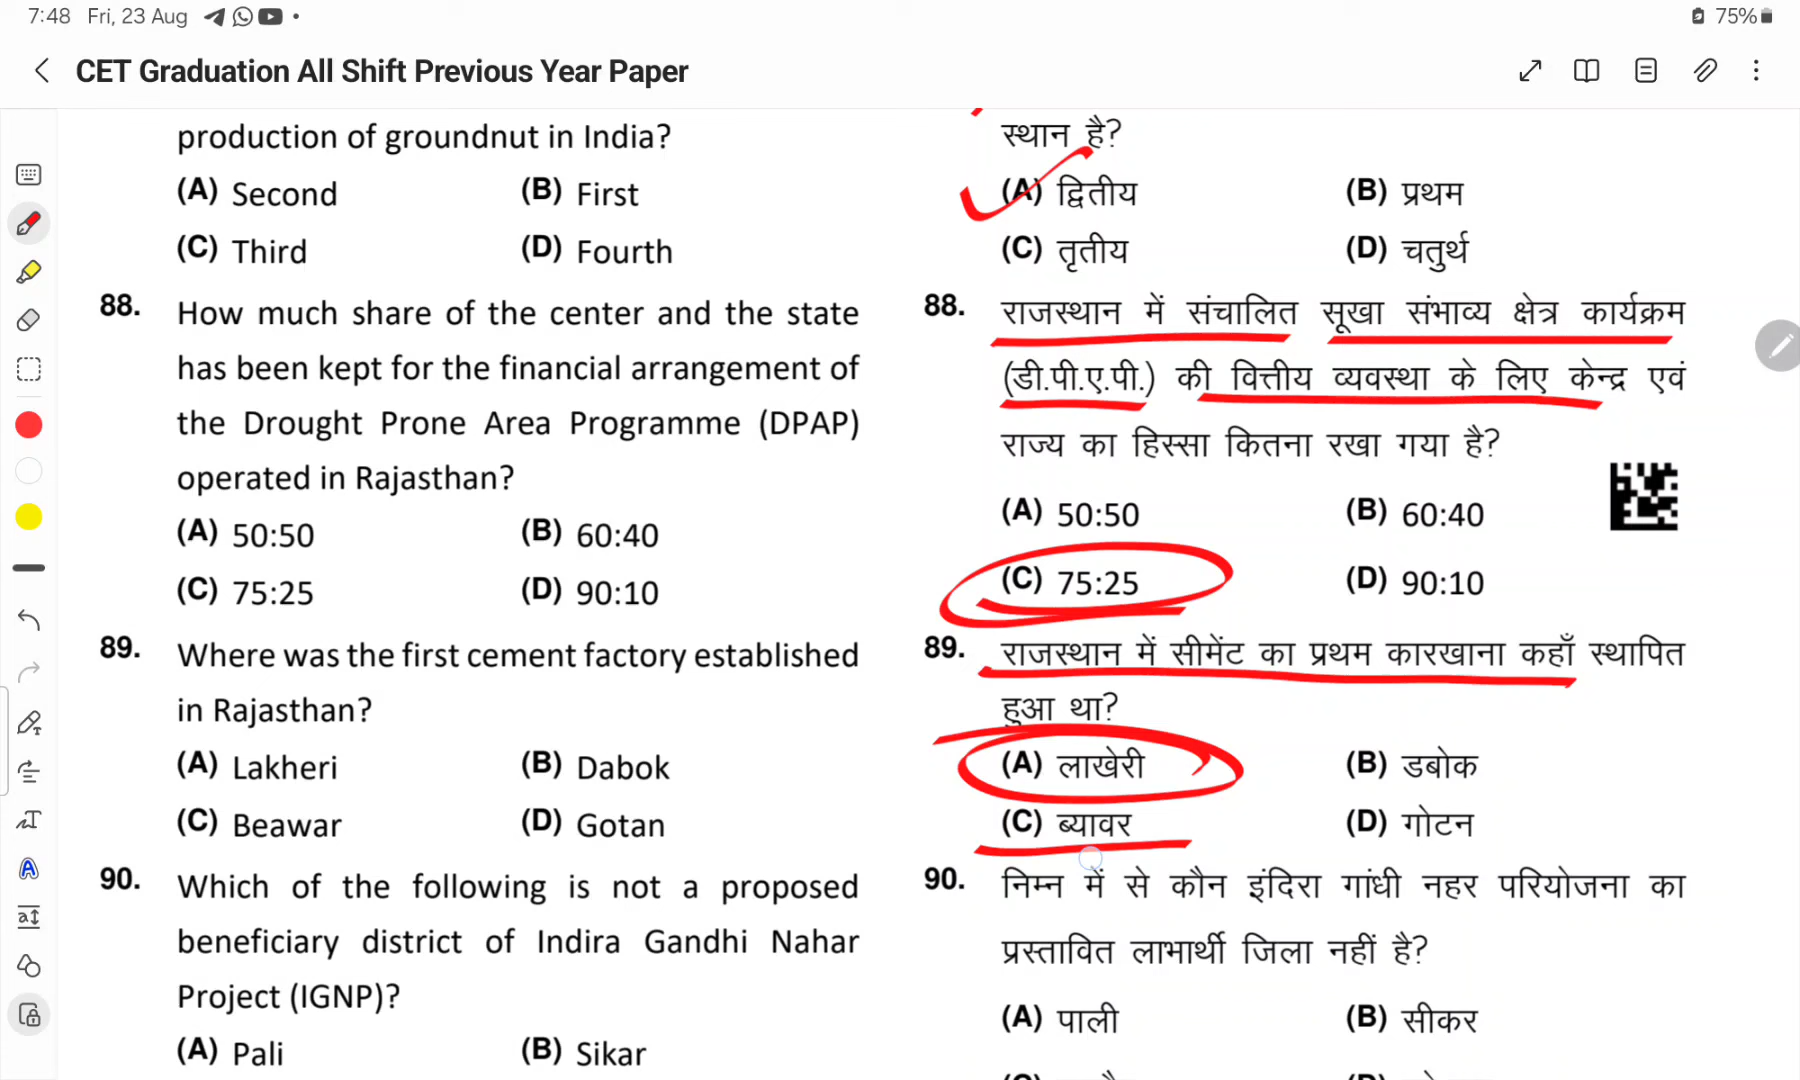 7:48 Fri, 23 Aug
75%
CET Graduation All Shift Previous Year Paper
production of groundnut in India?
(A) Second (B) First
(C) Third (D) Fourth
88. How much share of the center and the state
has been kept for the financial arrangement of
the Drought Prone Area Programme (DPAP)
operated in Rajasthan?
(A) 50:50 (B) 60:40
(C) 75:25 (D) 90:10
89. Where was the first cement factory established
in Rajasthan?
(A) Lakheri (B) Dabok
(C) Beawar (D) Gotan
90. Which of the following is not a proposed
beneficiary district of Indira Gandhi Nahar
Project (IGNP)?
(A) Pali (B) Sikar
स्थान है?
(A) द्वितीय (B) प्रथम
(C) तृतीय (D) चतुर्थ
88. राजस्थान में संचालित सूखा संभाव्य क्षेत्र कार्यक्रम
(डी.पी.ए.पी.) की वित्तीय व्यवस्था के लिए केन्द्र एवं
राज्य का हिस्सा कितना रखा गया है?
(A) 50:50 (B) 60:40
(C) 75:25 (D) 90:10
89. राजस्थान में सीमेंट का प्रथम कारखाना कहाँ स्थापित
हुआ था?
(A) लाखेरी (B) डबोक
(C) ब्यावर (D) गोटन
90. निम्न में से कौन इंदिरा गांधी नहर परियोजना का
प्रस्तावित लाभार्थी जिला नहीं है?
(A) पाली (B) सीकर